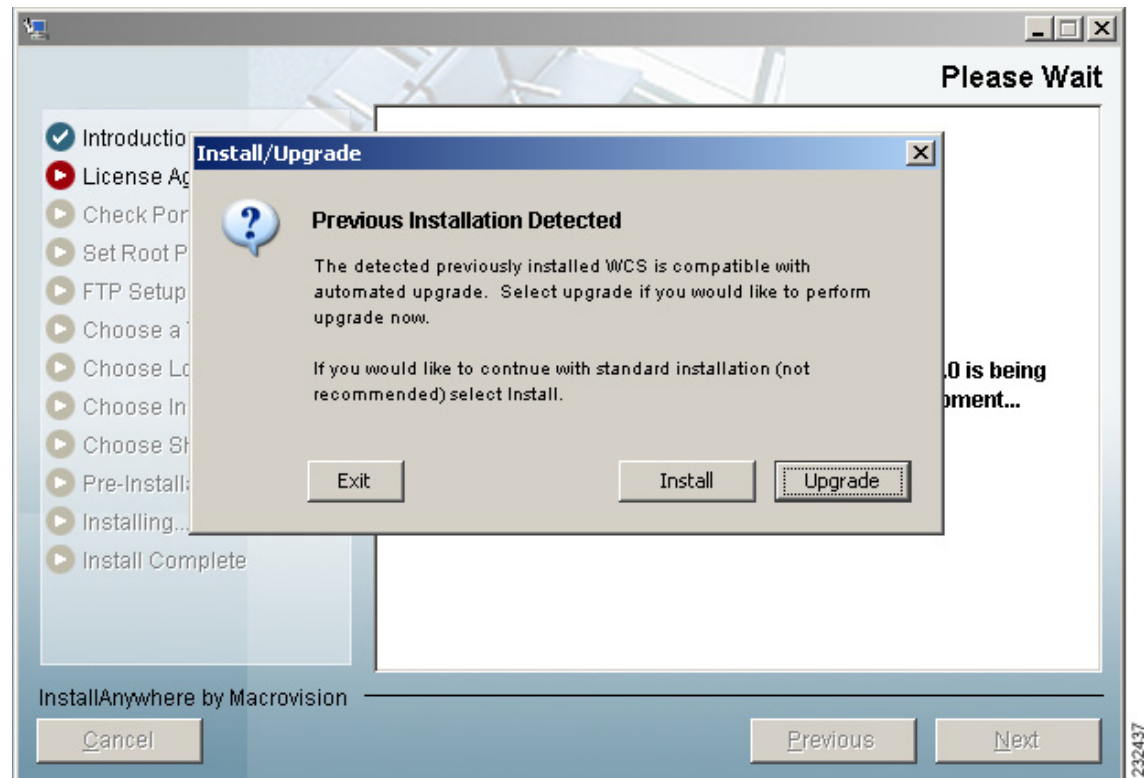 Please Wait
Introductio
License Ag
Check Por
Set Root P
FTP Setup
Choose a
Choose Lo
Choose In
Choose Sh
Pre-Install
Installing...
Install Complete
Install/Upgrade
Previous Installation Detected
The detected previously installed WCS is compatible with
automated upgrade. Select upgrade if you would like to perform
upgrade now.
If you would like to contnue with standard installation (not
recommended) select Install.
Exit
Install
Upgrade
.0 is being
oment...
InstallAnywhere by Macrovision
Cancel
Previous
Next
232437